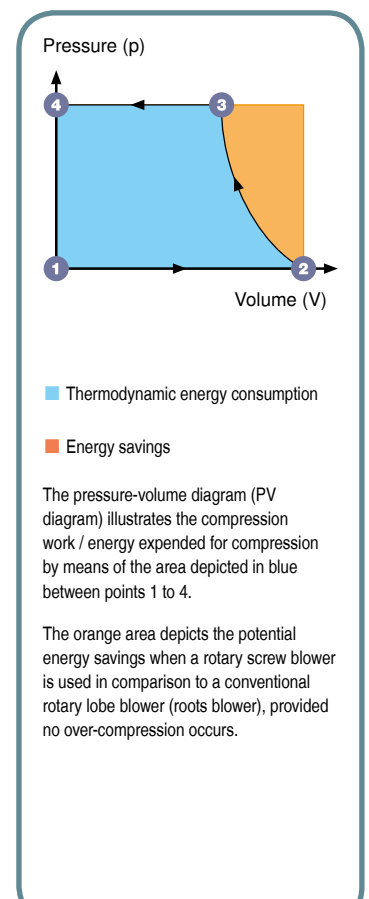 Pressure (p)
4
3
1
2
Volume (V)
Thermodynamic energy consumption
Energy savings
The pressure-volume diagram (PV
diagram) illustrates the compression
work / energy expended for compression
by means of the area depicted in blue
between points 1 to 4.
The orange area depicts the potential
energy savings when a rotary screw blower
is used in comparison to a conventional
rotary lobe blower (roots blower), provided
no over-compression occurs.